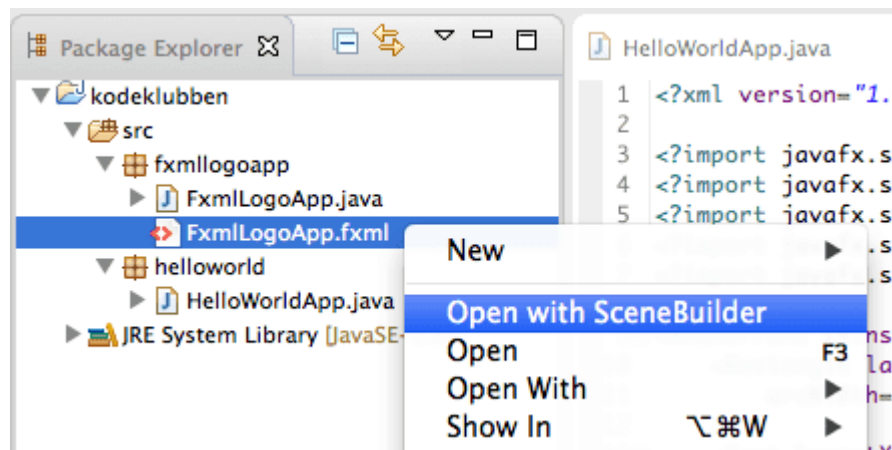 Package Explorer
HelloWorldApp.java
kodeklubben
src
fxmllogoapp
FxmlLogoApp.java
FxmlLogoApp.fxml
helloworld
HelloWorldApp.java
JRE System Library [JavaSE-
1 <?xml version="1.
2
3 <?import javafx.s
4 <?import javafx.s
5 <?import javafx.s
.s
.s
ns
la
h=
New
Open with SceneBuilder
Open F3
Open With
Show In ⌥⌘W